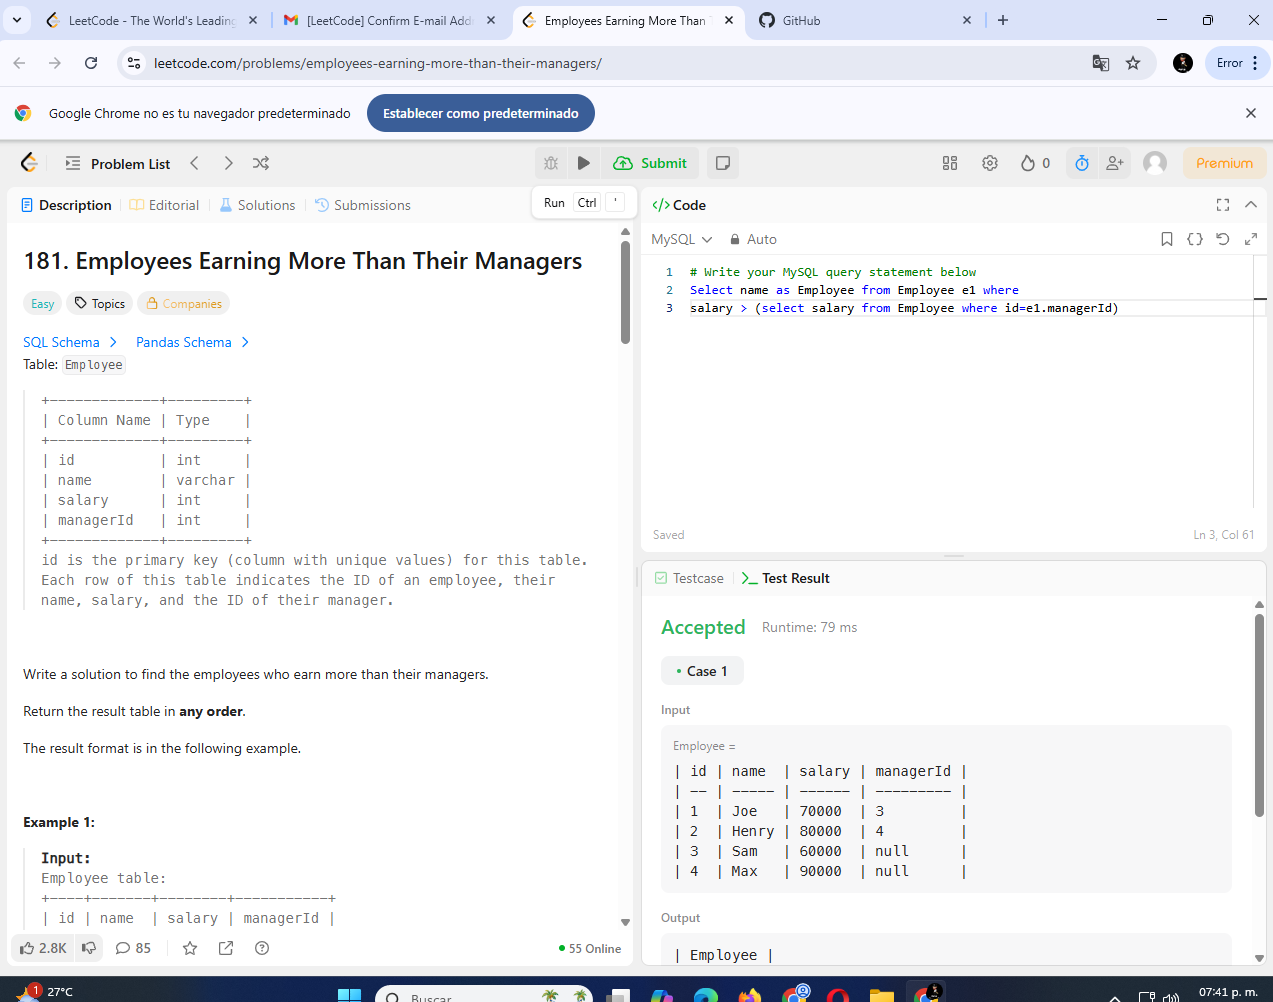 LeetCode - The World's Leading
[LeetCode] Confirm E-mail Add
Employees Earning More Than T
GitHub
leetcode.com/problems/employees-earning-more-than-their-managers/
Error
Google Chrome no es tu navegador predeterminado
Establecer como predeterminado
Problem List
Submit
0
Premium
Description
Editorial
Solutions
Submissions
Run Ctrl '
</> Code
MySQL
Auto
181. Employees Earning More Than Their Managers
Easy
Topics
Companies
SQL Schema
Pandas Schema
Table: Employee
+-------------+---------+
| Column Name | Type    |
+-------------+---------+
| id          | int     |
| name        | varchar |
| salary      | int     |
| managerId   | int     |
+-------------+---------+
id is the primary key (column with unique values) for this table.
Each row of this table indicates the ID of an employee, their
name, salary, and the ID of their manager.
Write a solution to find the employees who earn more than their managers.
Return the result table in any order.
The result format is in the following example.
Example 1:
Input:
Employee table:
+----+-------+--------+-----------+
| id | name  | salary | managerId |
2.8K
85
55 Online
1 # Write your MySQL query statement below
2 Select name as Employee from Employee e1 where
3 salary > (select salary from Employee where id=e1.managerId)
Saved
Ln 3, Col 61
Testcase
Test Result
Accepted
Runtime: 79 ms
Case 1
Input
Employee =
| id | name  | salary | managerId |
| -- | ----- | ------ | --------- |
| 1  | Joe   | 70000  | 3         |
| 2  | Henry | 80000  | 4         |
| 3  | Sam   | 60000  | null      |
| 4  | Max   | 90000  | null      |
Output
| Employee |
1
27°C
Buscar
07:41 p. m.